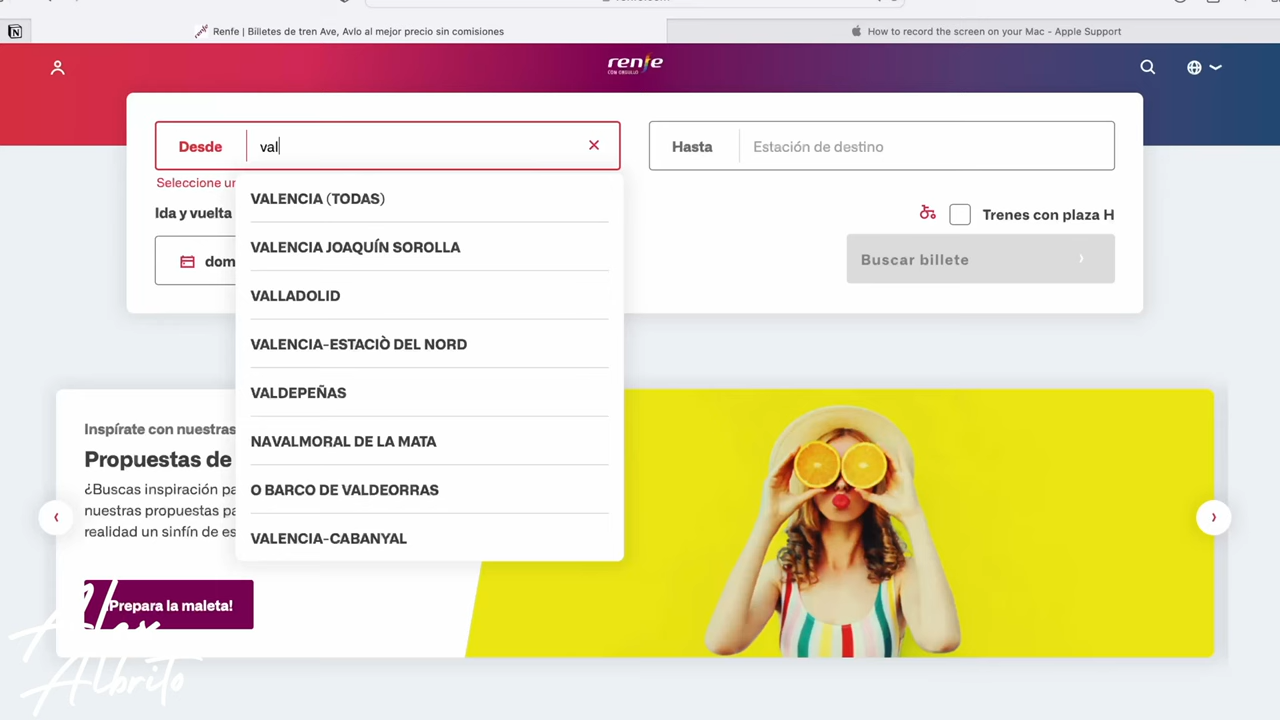 Renfe | Billetes de tren Ave, Avlo al mejor precio sin comisiones
How to record the screen on your Mac - Apple Support
renfe
CON ORGULLO
Desde
val
Hasta
Estación de destino
Seleccione un
Ida y vuelta
Trenes con plaza H
dom
Buscar billete
VALENCIA (TODAS)
VALENCIA JOAQUÍN SOROLLA
VALLADOLID
VALENCIA-ESTACIÒ DEL NORD
VALDEPEÑAS
NAVALMORAL DE LA MATA
O BARCO DE VALDEORRAS
VALENCIA-CABANYAL
Inspírate con nuestras
Propuestas de
¿Buscas inspiración pa
nuestras propuestas pa
realidad un sinfín de es
¡Prepara la maleta!
Alex
Albrito